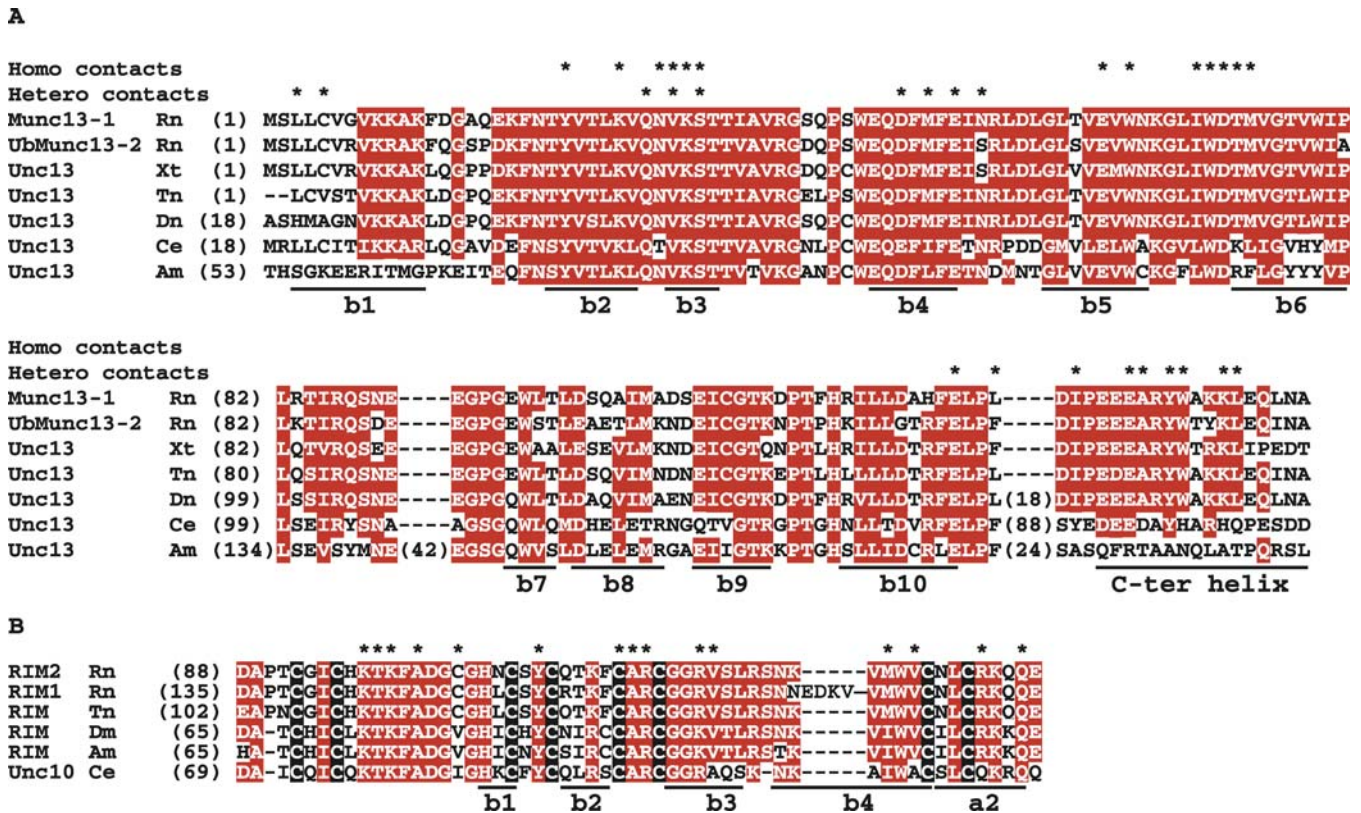 A
Homo contacts * * **** * * *****
Hetero contacts * * * * * * * * *
Munc13-1 Rn (1) MSLLCVGVKKAKFDGAQEKFNTYVTLKVQNVKSTTIAVRGSQPSWEQDFMFEINRLDLGLTVEVWNKGLIWDTMVGTVWIP
UbMunc13-2 Rn (1) MSLLCVRVKRAKFQGSPDKFNTYVTLKVQNVKSTTIAVRGDQPSWEQDFMFEISRLDLGLSVEVWNKGLIWDTMVGTVWIA
Unc13 Xt (1) MSLLCVRVKKAKLQGPPDKFNTYVTLKVQNVKSTTIAVRGDQPCWEQDFMFEISRLDLGLIVEMWNKGLIWDTMVGTVWIP
Unc13 Tn (1) --LCVSTVKKAKLDGPQEKFNTYVTLKVQNVKSTTIAVRGELPSWEQDFMFEINRLDLGLTVEVWNKGLIWDTMVGTLWIP
Unc13 Dn (18) ASHMAGNVKKAKLDGPQEKFNTYVSLKVQNVKSTTIAVRGSQPCWEQDFMFEINRLDLGLTVEVWNKGLIWDTMVGTLWIP
Unc13 Ce (18) MRLLCITIKKARLQGAVDEFNSYVTVKLQTVKSTTVAVRGNLPCWEQEFIFETNRPDDGMVLELWAKGVLWDKLIGVHYMP
Unc13 Am (53) THSGKEERITMGPKEITEQFNSYVTLKLQNVKSTTVTVKGANPCWEQDFLFETNDMNTGLVVEVWCKGFLWDRFLGYYYVP
b1 b2 b3 b4 b5 b6
Homo contacts
Hetero contacts * * * ** ** **
Munc13-1 Rn (82) LRTIRQSNE----EGPGEWLTLDSQAIMADSEICGTKDPTFHRILLDAHFELPL----DIPEEEARYWAKKLEQLNA
UbMunc13-2 Rn (82) LKTIRQSDE----EGPGEWSTLEAETLMKNDEICGTKNPTPHKILLGTRFELPF----DIPEEEARYWTYKLEQINA
Unc13 Xt (82) LQTVRQSEE----EGPGEWAALESEVLMKNDEICGTQNPTLHRILLDTRFELPF----DIPEEEARYWTRKLIPEDT
Unc13 Tn (80) LQSIRQSNE----EGPGEWLTLDSQVIMNDNEICGTKEPTLHLLLLDTRFELPF----DIPEDEARYWAKKLEQINA
Unc13 Dn (99) LSSIRQSNE----EGPGQWLTLDAQVIMAENEICGTKDPTFHRVLLDTRFELPL(18)DIPEEEARYWAKKLEQLNA
Unc13 Ce (99) LSEIRYSNA----AGSGQWLQMDHELETRNGQTVGTRGPTGHNLLTDVRFELPF(88)SYEDEEDAYHARHQPESDD
Unc13 Am (134)LSEVSYMNE(42)EGSGQWVSLDLELEMRGAEIIGTKKPTGHSLLIDCRLELPF(24)SASQFRTAANQLATPQRSL
b7 b8 b9 b10 C-ter helix
B
*** * * * *** ** * * * *
RIM2 Rn (88) DAPTCGICHKTKFADGCGHNCSYCQTKFCARCGGRVSLRSNK-----VMWVCNLCRKQQE
RIM1 Rn (135) DAPTCGICHKTKFADGCGHLCSYCRTKFCARCGGRVSLRSNNEDKV-VMWVCNLCRKQQE
RIM Tn (102) EAPNCGICHKTKFADGCGHLCSYCQTKFCARCGGRVSLRSNK-----VMWVCNLCRKQQE
RIM Dm (65) DA-TCHICLKTKFADGVGHICHYCNIRCCARCGGKVTLRSNK-----VIWVCILCRKKQE
RIM Am (65) HA-TCHICLKTKFADGVGHICNYCSIRCCARCGGKVTLRSTK-----VIWVCNLCRKKQE
Unc10 Ce (69) DA-ICQICQKTKFADGIGHKCFYCQLRSCARCGGRAQSK-NK-----AIWACSLCQKRQQ
b1 b2 b3 b4 a2